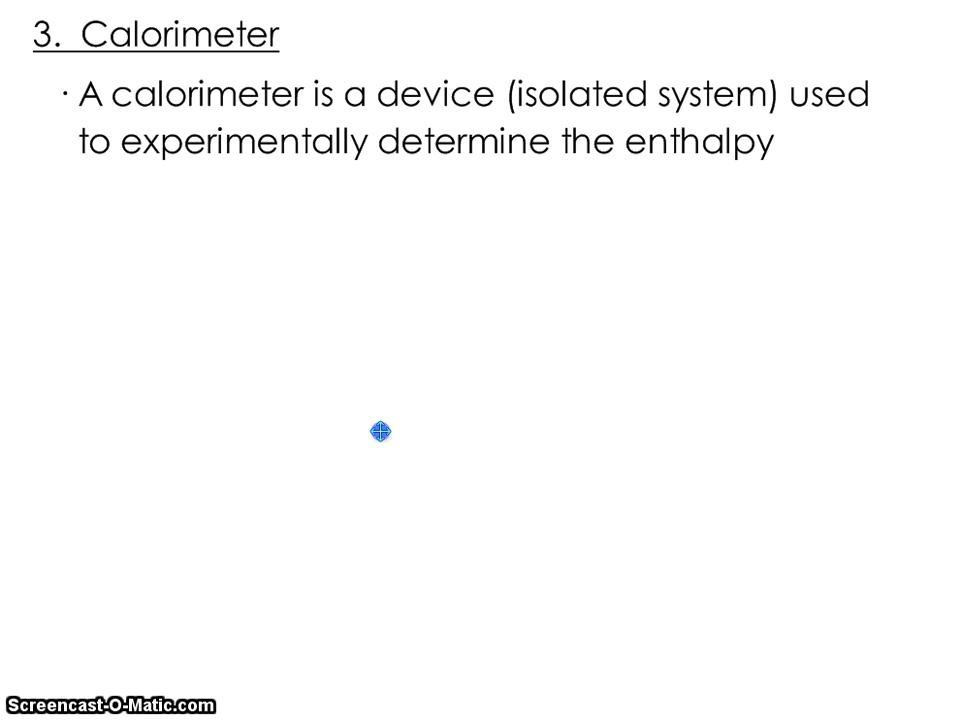 3. Calorimeter
· A calorimeter is a device (isolated system) used
to experimentally determine the enthalpy
Screencast-O-Matic.com